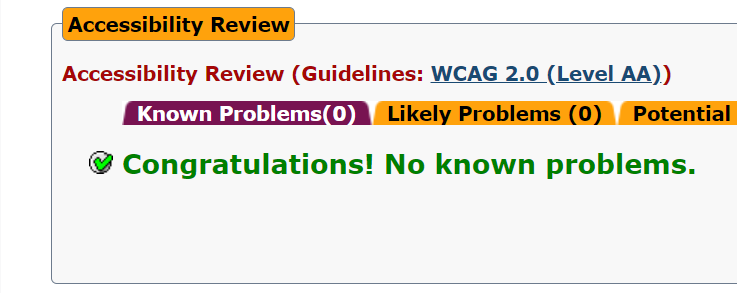 Accessibility Review
Accessibility Review (Guidelines: WCAG 2.0 (Level AA))
Known Problems(0) Likely Problems (0) Potential
Congratulations! No known problems.